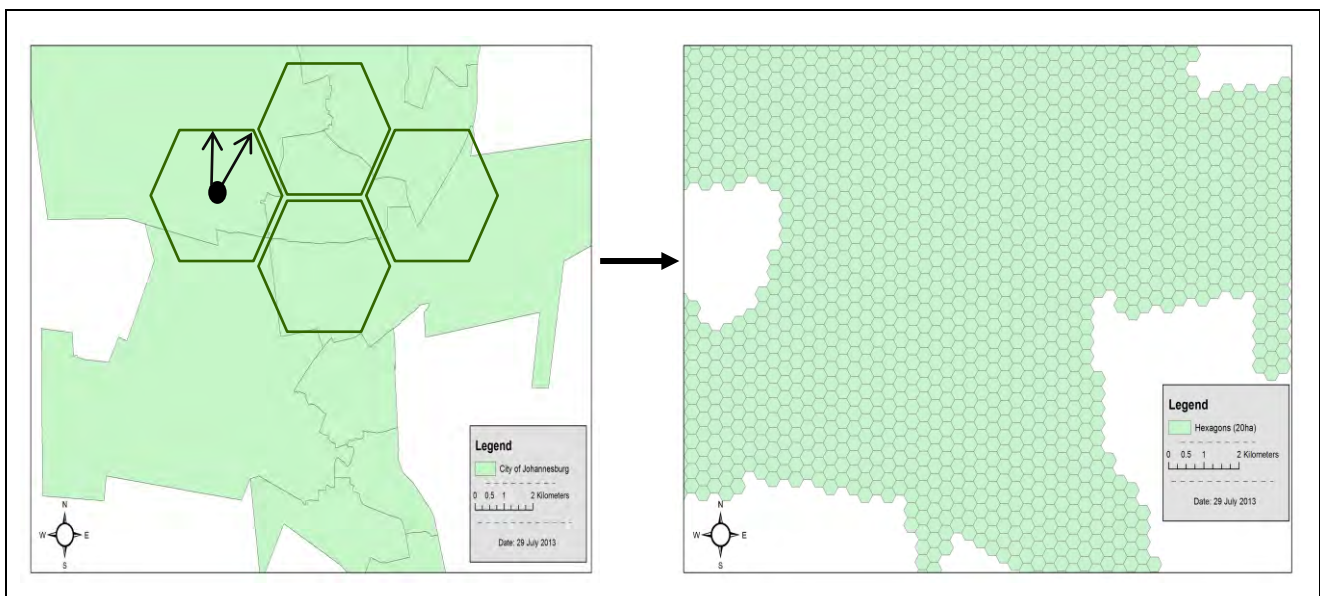 Legend
City of Johannesburg
0 0.5 1 2 Kilometers
Date: 29 July 2013
N
W E
S
Legend
Hexagons (20ha)
0 0.5 1 2 Kilometers
Date: 29 July 2013
N
W E
S